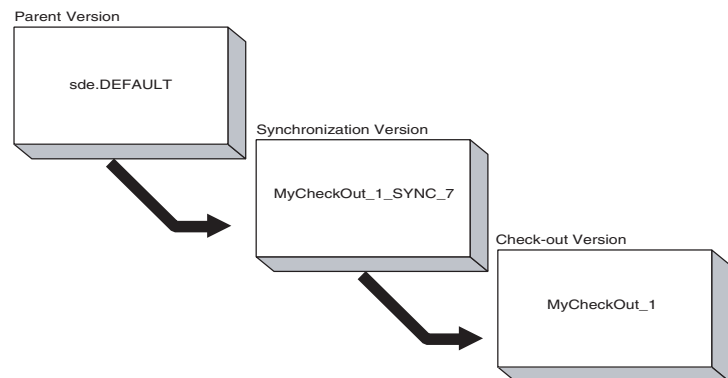 Parent Version
sde.DEFAULT
Synchronization Version
MyCheckOut_1_SYNC_7
Check-out Version
MyCheckOut_1